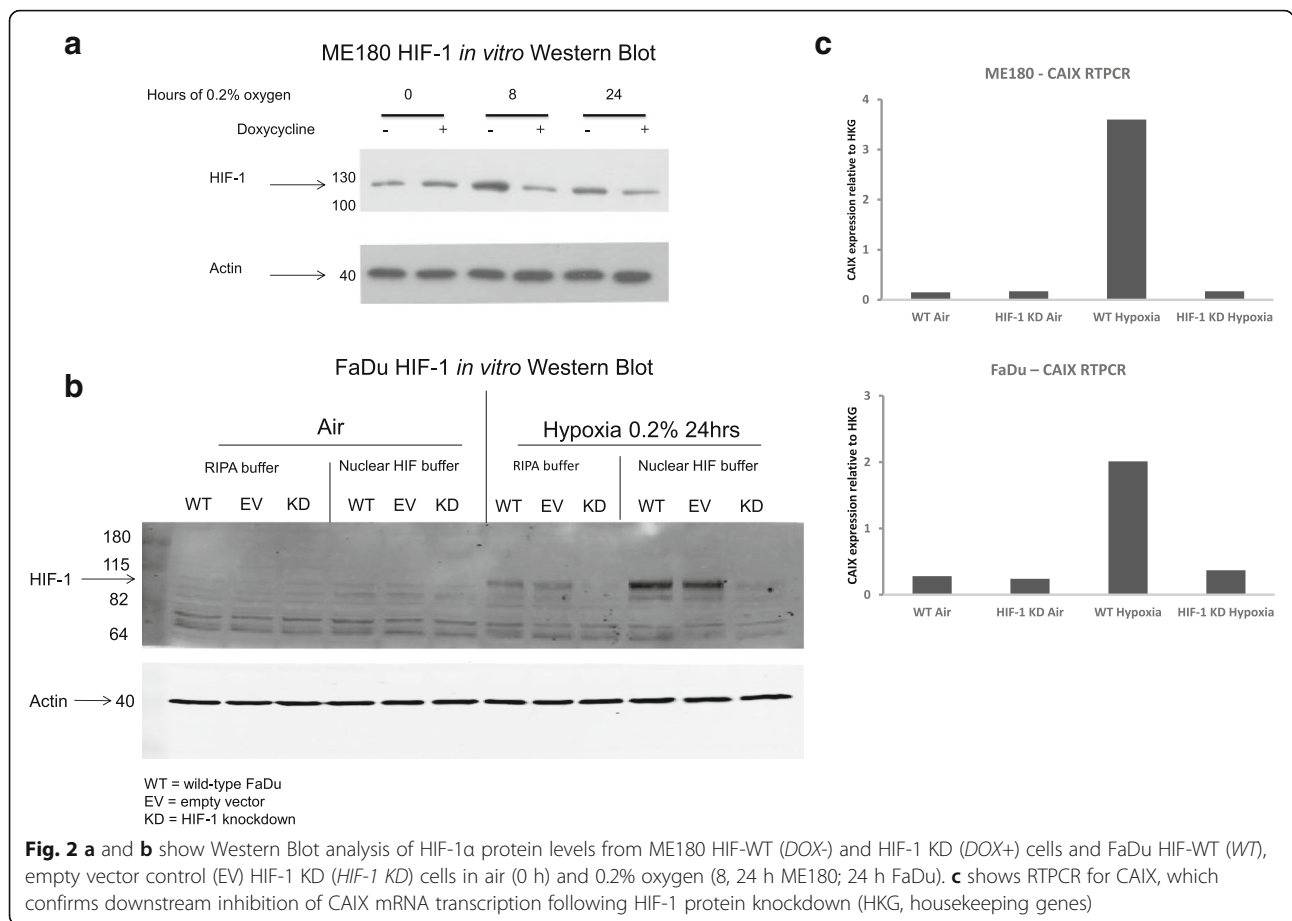 a
ME180 HIF-1 in vitro Western Blot
Hours of 0.2% oxygen 0 8 24
Doxycycline - + - + - +
HIF-1 130
100
Actin 40
b
FaDu HIF-1 in vitro Western Blot
Air Hypoxia 0.2% 24hrs
RIPA buffer Nuclear HIF buffer RIPA buffer Nuclear HIF buffer
WT EV KD WT EV KD WT EV KD WT EV KD
180
115
HIF-1
82
64
Actin 40
WT = wild-type FaDu
EV = empty vector
KD = HIF-1 knockdown
c
ME180 - CAIX RTPCR
CAIX expression relative to HKG
4
3
2
1
0
WT Air HIF-1 KD Air WT Hypoxia HIF-1 KD Hypoxia
FaDu – CAIX RTPCR
CAIX expression relative to HKG
3
2
1
0
WT Air HIF-1 KD Air WT Hypoxia HIF-1 KD Hypoxia
Fig. 2 a and b show Western Blot analysis of HIF-1α protein levels from ME180 HIF-WT (DOX-) and HIF-1 KD (DOX+) cells and FaDu HIF-WT (WT),
empty vector control (EV) HIF-1 KD (HIF-1 KD) cells in air (0 h) and 0.2% oxygen (8, 24 h ME180; 24 h FaDu). c shows RTPCR for CAIX, which
confirms downstream inhibition of CAIX mRNA transcription following HIF-1 protein knockdown (HKG, housekeeping genes)